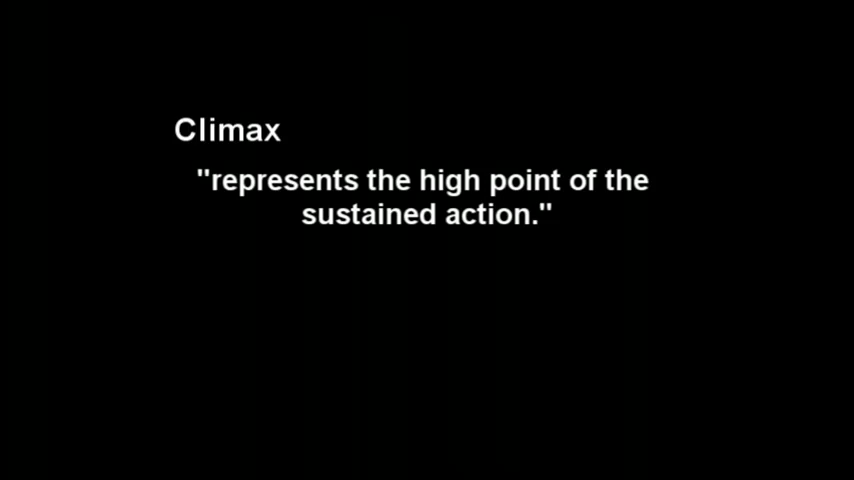 Climax
"represents the high point of the
sustained action."